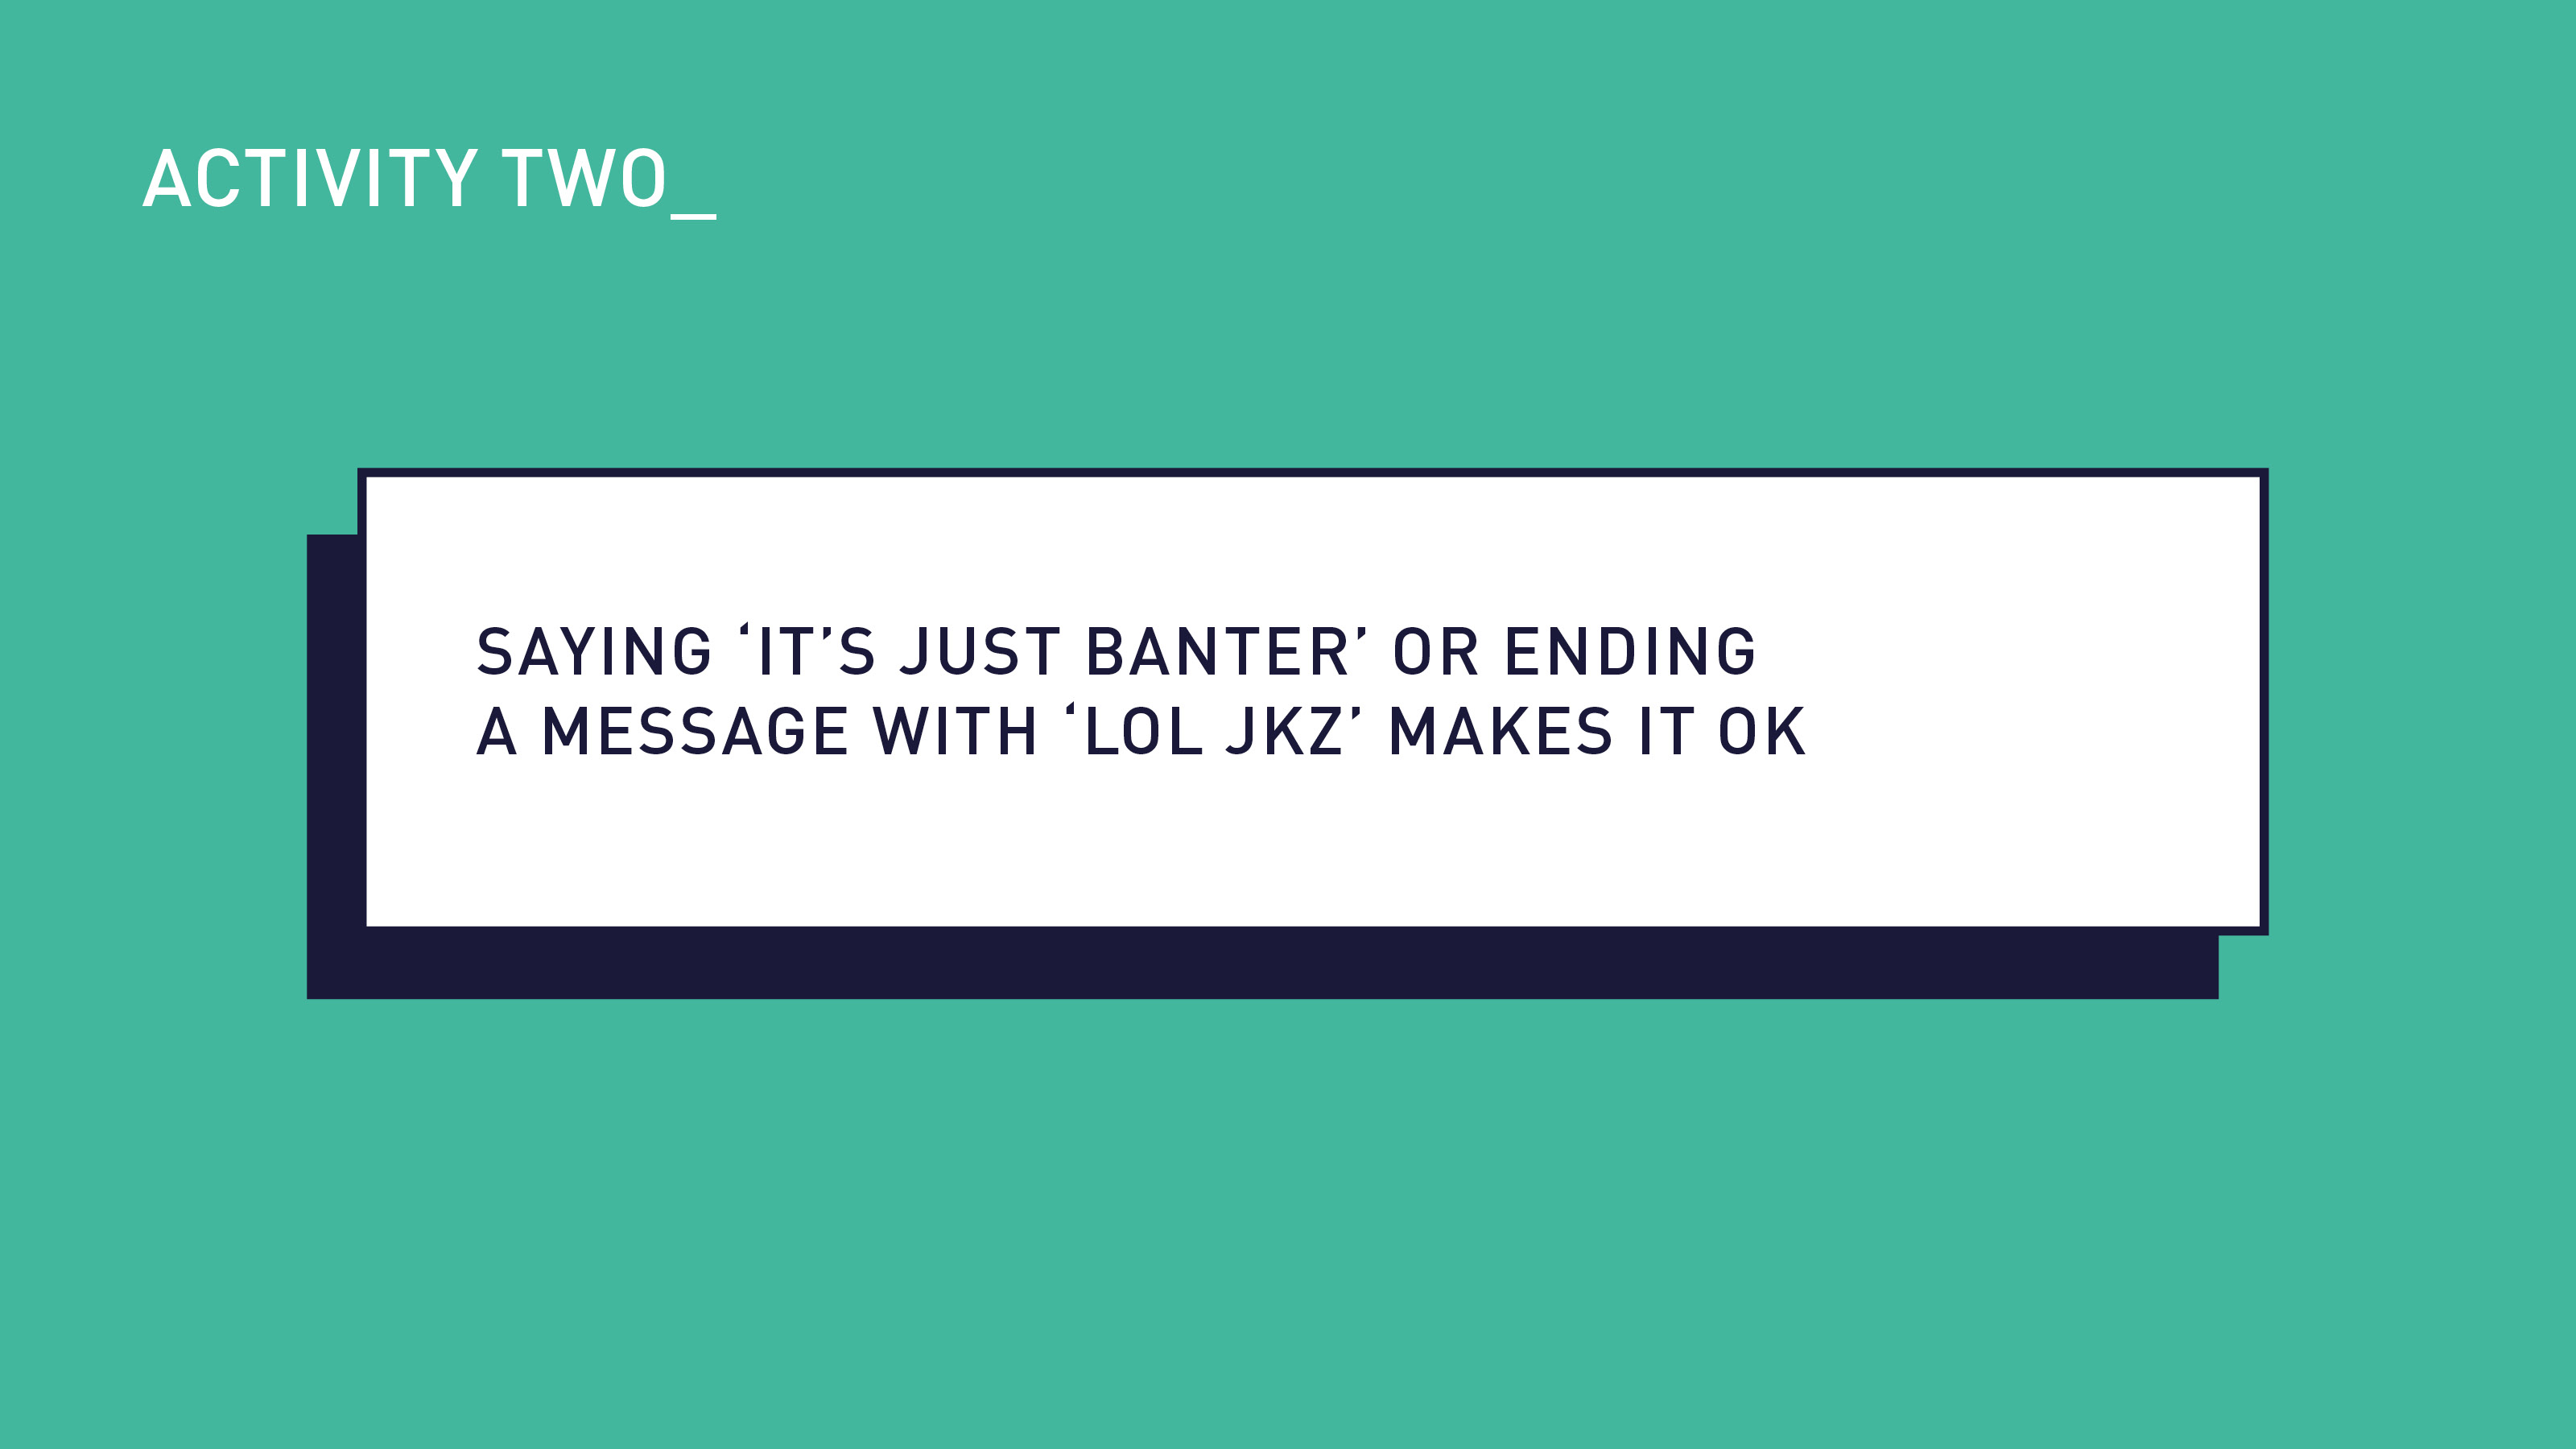 ACTIVITY TWO_
SAYING ‘IT’S JUST BANTER’ OR ENDING
A MESSAGE WITH ‘LOL JKZ’ MAKES IT OK